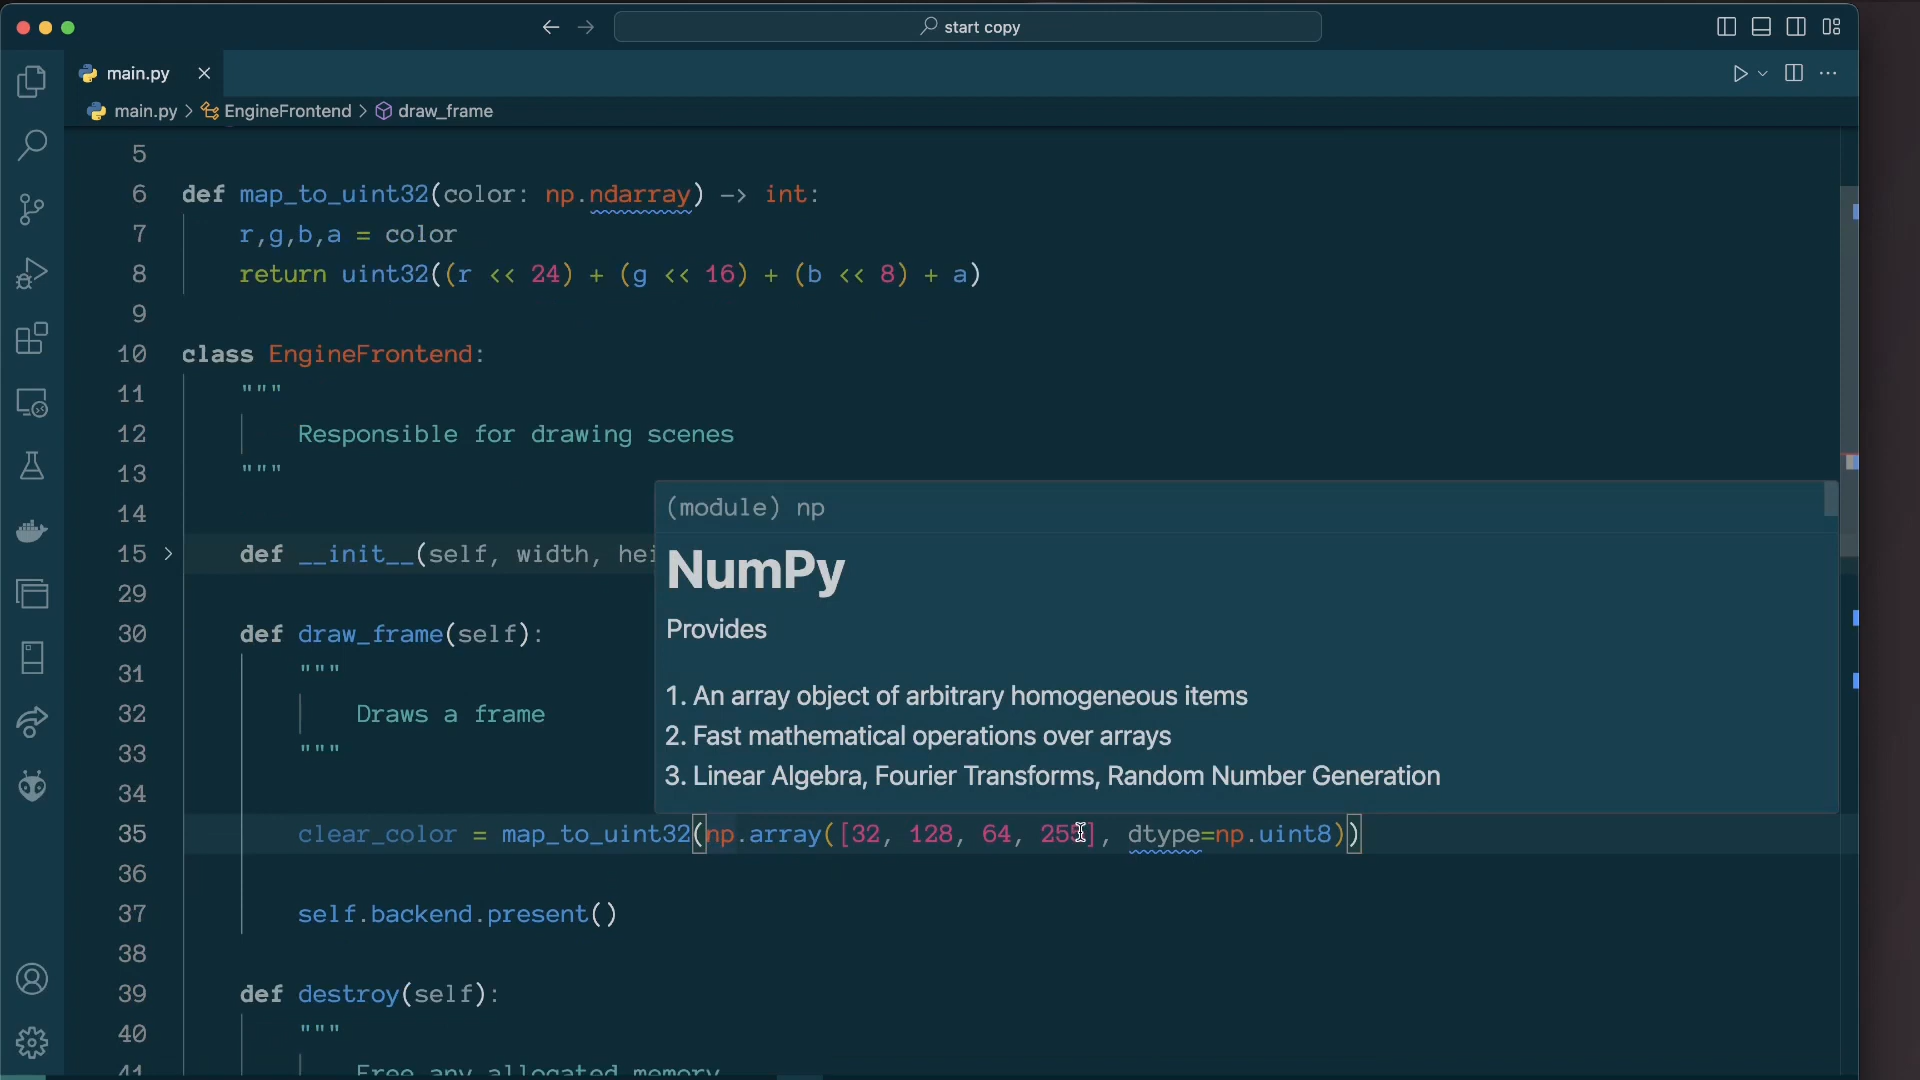 start copy
main.py
main.py > EngineFrontend > draw_frame
5
6 def map_to_uint32(color: np.ndarray) -> int:
7 r,g,b,a = color
8 return uint32((r << 24) + (g << 16) + (b << 8) + a)
9
10 class EngineFrontend:
11 """
12 Responsible for drawing scenes
13 """
14
15 def __init__(self, width, hei
29
30 def draw_frame(self):
31 """
32 Draws a frame
33 """
34
(module) np
NumPy
Provides
1. An array object of arbitrary homogeneous items
2. Fast mathematical operations over arrays
3. Linear Algebra, Fourier Transforms, Random Number Generation
35 clear_color = map_to_uint32(np.array([32, 128, 64, 255], dtype=np.uint8))
36
37 self.backend.present()
38
39 def destroy(self):
40 """
41 Free any allocated memory